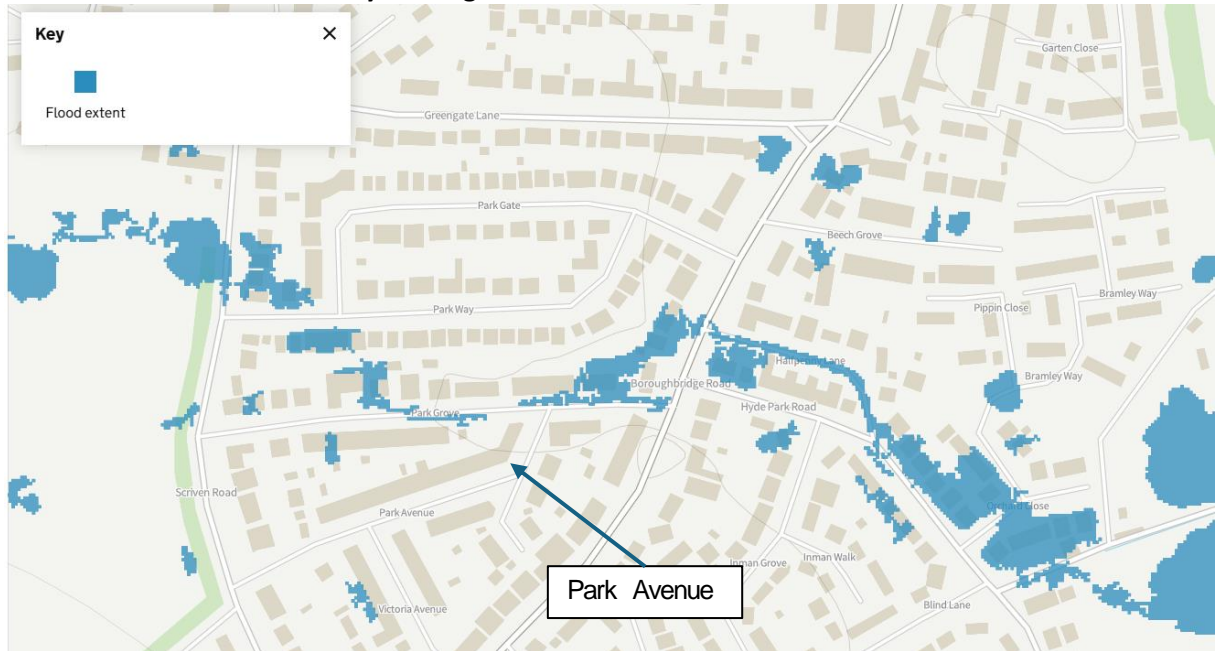 Key ×
Flood extent
Garten Close
Greengate Lane
Park Gate
Beech Grove
Bramley Way
Pippin Close
Park Way
Bramley Way
Boroughbridge Road
Hyde Park Road
Park Grove
Scriven Road
Park Avenue
Orchard Close
Inman Grove
Inman Walk
Park Avenue
Victoria Avenue
Blind Lane